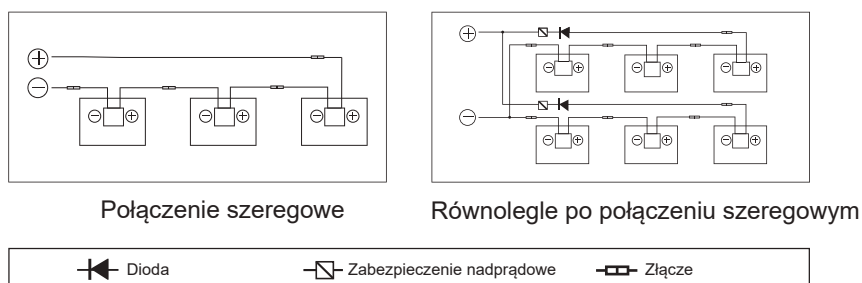 Połączenie szeregowe
Równolegle po połączeniu szeregowym
Dioda
Zabezpieczenie nadprądowe
Złącze